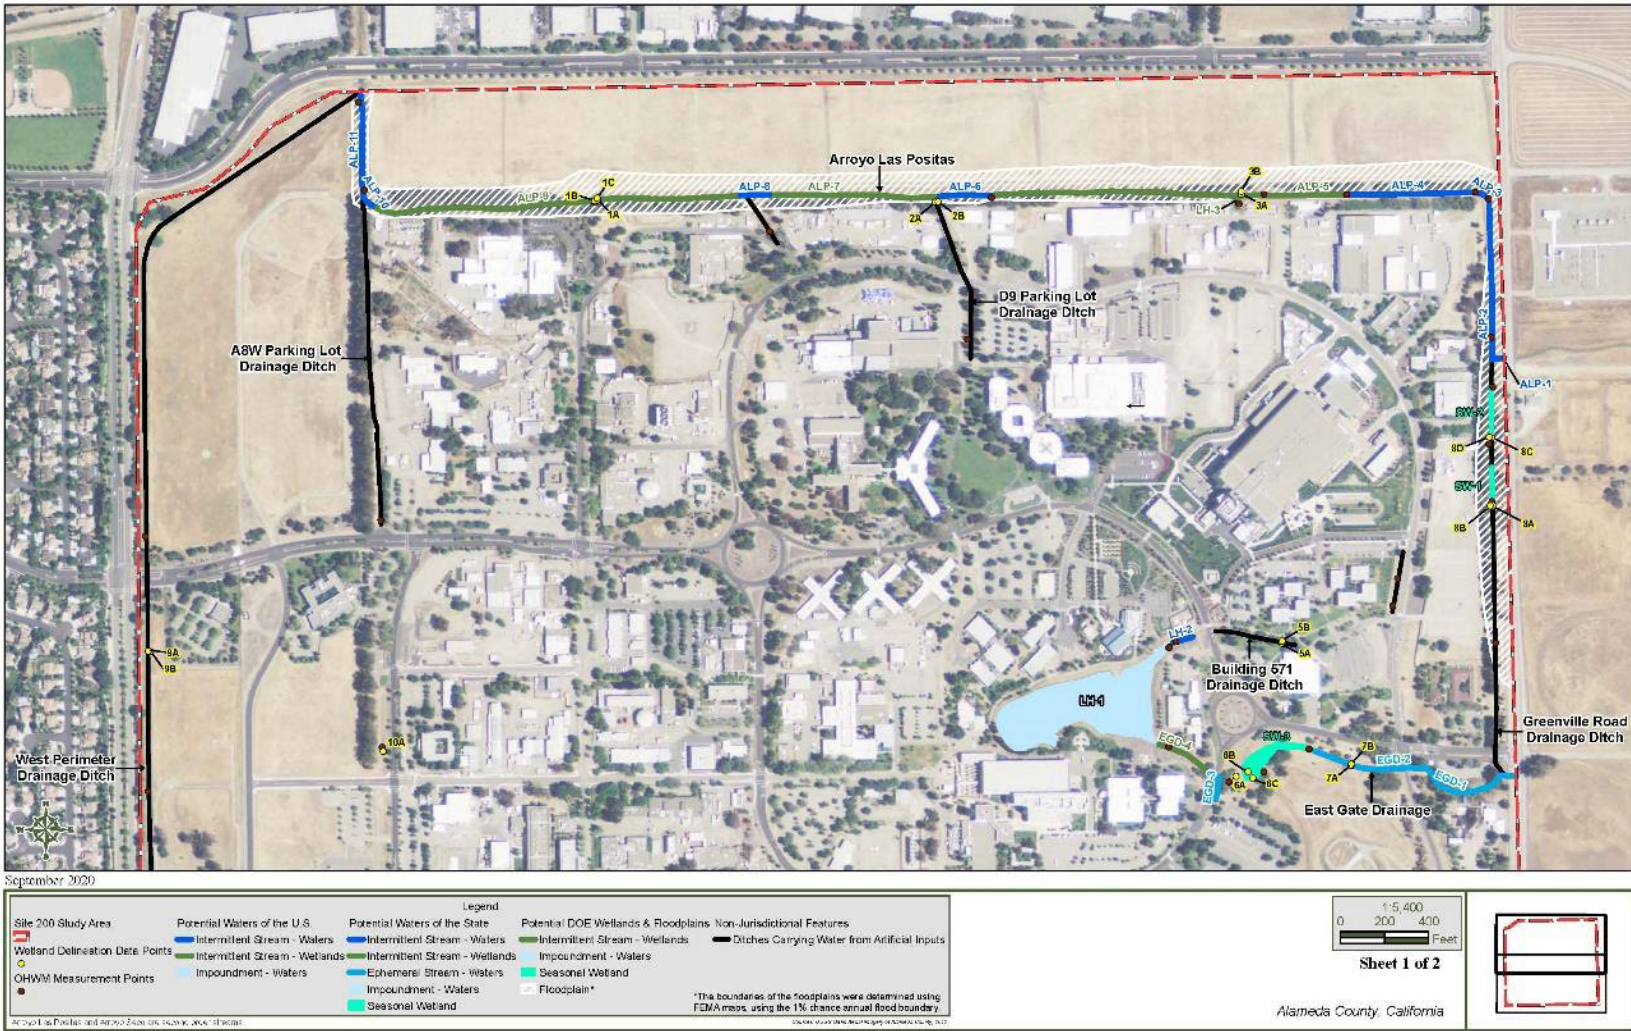 Arroyo Las Positas
ALP-11
ALP-10
ALP-9
1B
1C
1A
ALP-8
ALP-7
ALP-6
2A
2B
3B
3A
LH-3
ALP-5
ALP-4
ALP-3
ALP-2
ALP-1
A8W Parking Lot
Drainage Ditch
D9 Parking Lot
Drainage Ditch
SW-2
8D
8C
SW-1
8B
8A
9A
9B
10A
West Perimeter
Drainage Ditch
LH-2
LH-1
5B
5A
Building 571
Drainage Ditch
EGD-4
EGD-3
6B
6A
6C
SW-3
7B
7A
EGD-2
EGD-1
East Gate Drainage
Greenville Road
Drainage Ditch
N
W
E
S
September 2020
Legend
Site 200 Study Area
Wetland Delineation Data Points
OHWM Measurement Points
Potential Waters of the U.S.
Intermittent Stream - Waters
Intermittent Stream - Wetlands
Impoundment - Waters
Potential Waters of the State
Intermittent Stream - Waters
Intermittent Stream - Wetlands
Ephemeral Stream - Waters
Impoundment - Waters
Seasonal Wetland
Potential DOE Wetlands & Floodplains
Intermittent Stream - Wetlands
Impoundment - Waters
Seasonal Wetland
Floodplain*
Non-Jurisdictional Features
Ditches Carrying Water from Artificial Inputs
*The boundaries of the floodplains were determined using
FEMA maps, using the 1% chance annual flood boundary.
1:5,400
0 200 400
Feet
Sheet 1 of 2
Alameda County, California